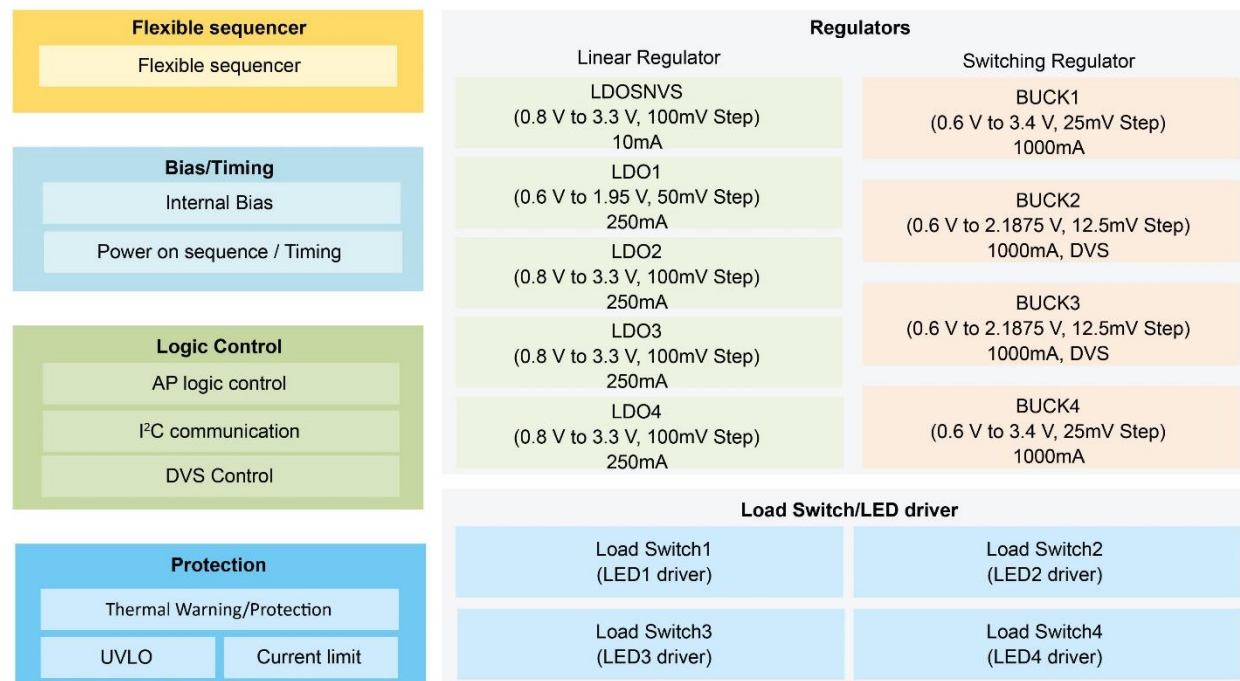 Flexible sequencer
Flexible sequencer
Bias/Timing
Internal Bias
Power on sequence / Timing
Logic Control
AP logic control
I²C communication
DVS Control
Protection
Thermal Warning/Protection
UVLO
Current limit
Regulators
Linear Regulator
LDOSNVS
(0.8 V to 3.3 V, 100mV Step)
10mA
LDO1
(0.6 V to 1.95 V, 50mV Step)
250mA
LDO2
(0.8 V to 3.3 V, 100mV Step)
250mA
LDO3
(0.8 V to 3.3 V, 100mV Step)
250mA
LDO4
(0.8 V to 3.3 V, 100mV Step)
250mA
Switching Regulator
BUCK1
(0.6 V to 3.4 V, 25mV Step)
1000mA
BUCK2
(0.6 V to 2.1875 V, 12.5mV Step)
1000mA, DVS
BUCK3
(0.6 V to 2.1875 V, 12.5mV Step)
1000mA, DVS
BUCK4
(0.6 V to 3.4 V, 25mV Step)
1000mA
Load Switch/LED driver
Load Switch1
(LED1 driver)
Load Switch2
(LED2 driver)
Load Switch3
(LED3 driver)
Load Switch4
(LED4 driver)